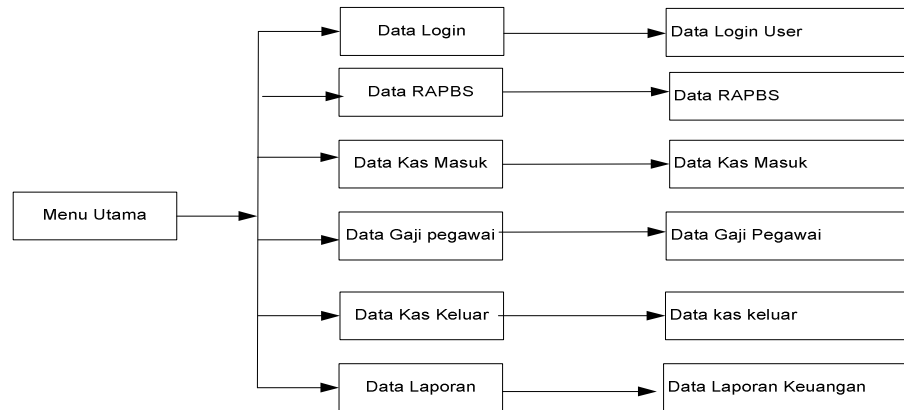 Data Login
Data Login User
Data RAPBS
Data RAPBS
Data Kas Masuk
Data Kas Masuk
Menu Utama
Data Gaji pegawai
Data Gaji Pegawai
Data Kas Keluar
Data kas keluar
Data Laporan
Data Laporan Keuangan